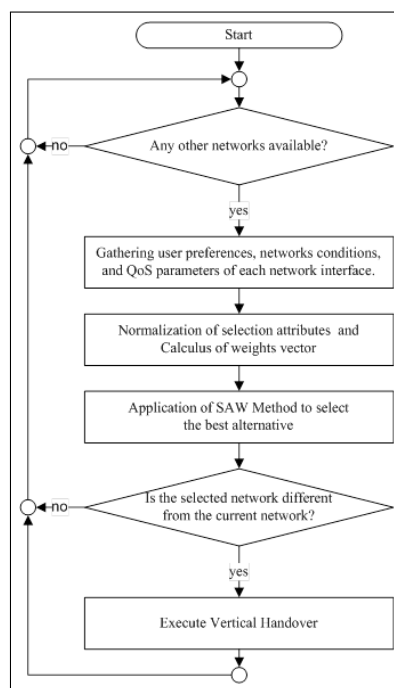 Start
Any other networks available?
no
yes
Gathering user preferences, networks conditions,
and QoS parameters of each network interface.
Normalization of selection attributes and
Calculus of weights vector
Application of SAW Method to select
the best alternative
Is the selected network different
from the current network?
no
yes
Execute Vertical Handover